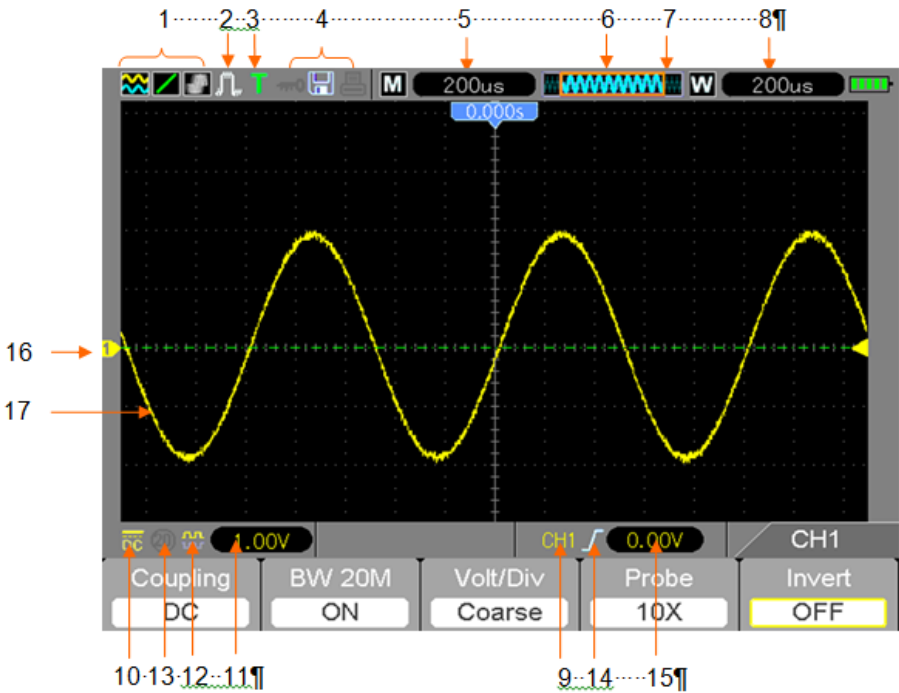 1········2··3·······4··············5·············6······7·········8¶
T M 200us W 200us
0.000s
16
1
17
DC 20 1.00V CH1 0.00V CH1
Coupling BW 20M Volt/Div Probe Invert
DC ON Coarse 10X OFF
10·13·12··11¶ 9··14·····15¶